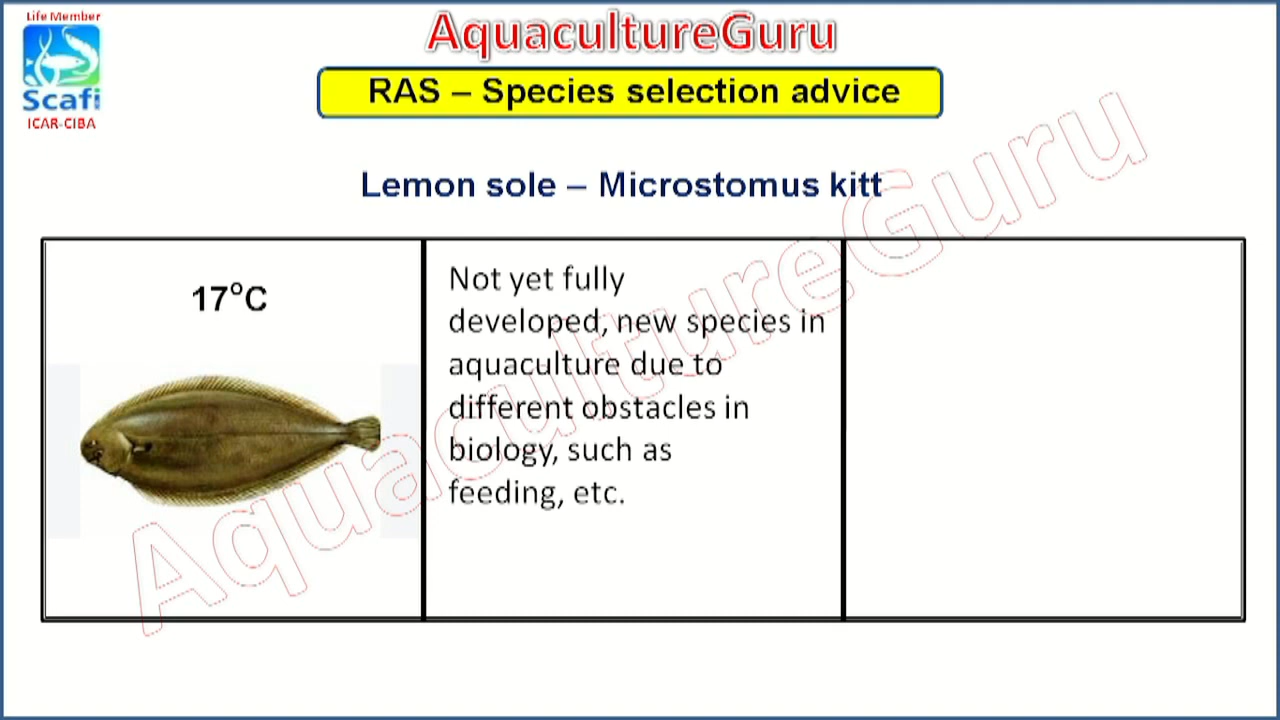 Life Member
Scafi
ICAR-CIBA
AquacultureGuru
RAS – Species selection advice
Lemon sole – Microstomus kitt
17°C
Not yet fully
developed, new species in
aquaculture due to
different obstacles in
biology, such as
feeding, etc.
AquacultureGuru